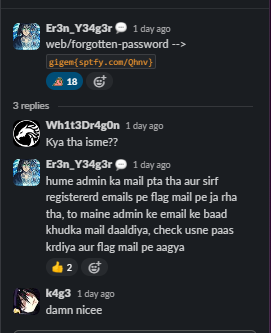 Er3n_Y34g3r 💬 1 day ago
web/forgotten-password -->
gigem{sptfy.com/Qhnv}
18
3 replies
Wh1t3Dr4g0n 1 day ago
Kya tha isme??
Er3n_Y34g3r 💬 1 day ago
hume admin ka mail pta tha aur sirf
registererd emails pe flag mail pe ja rha
tha, to maine admin ke email ke baad
khudka mail daaldiya, check usne paas
krdiya aur flag mail pe aagya
👍 2
k4g3 1 day ago
damn nicee